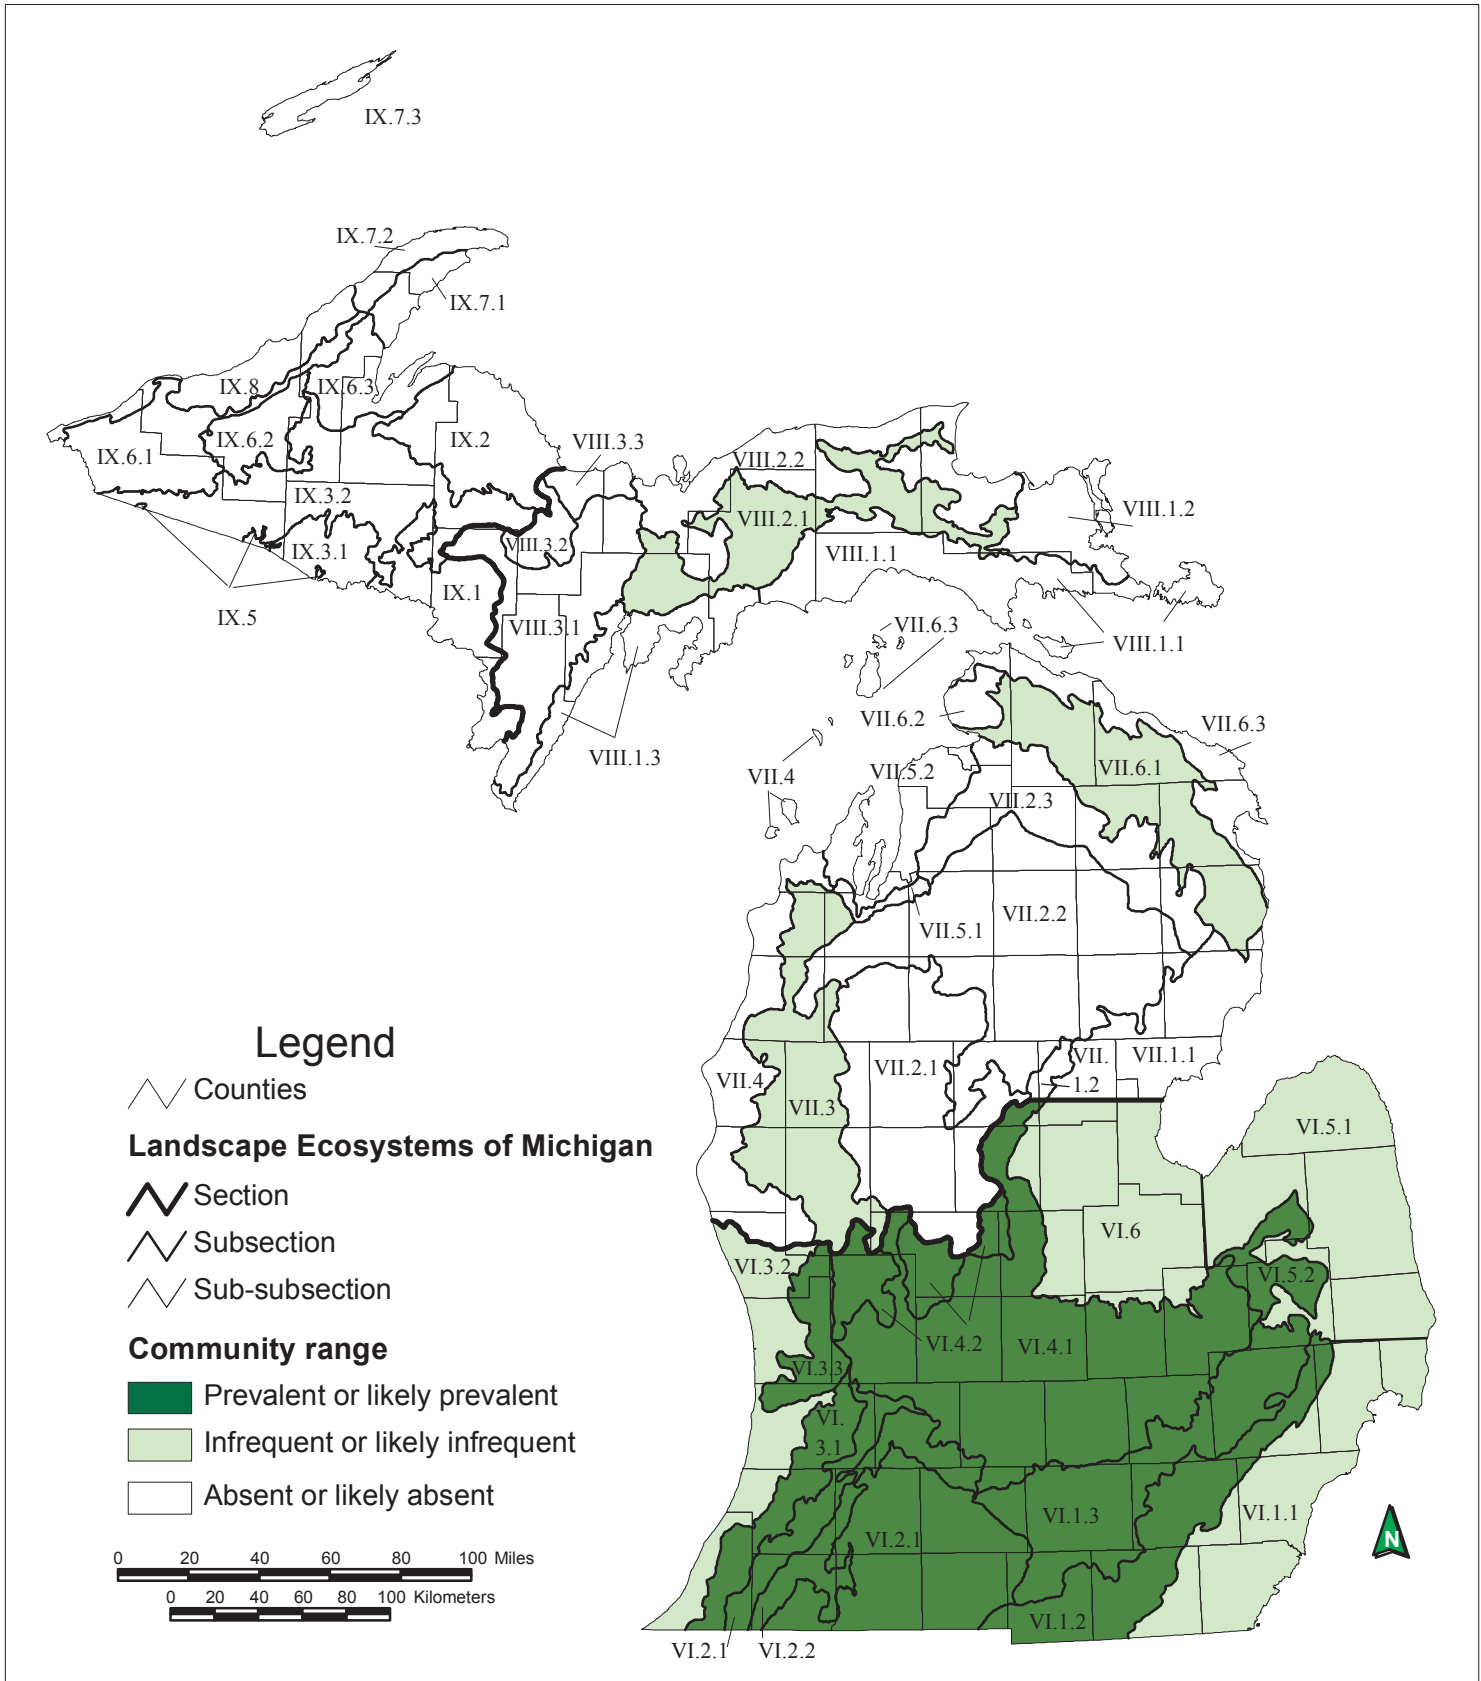 IX.7.3
IX.7.2
IX.7.1
IX.8
IX.6.3
IX.6.2
IX.6.1
IX.2
VIII.3.3
VIII.2.2
VIII.2.1
VIII.1.2
IX.3.2
IX.3.1
VIII.3.2
VIII.1.1
IX.1
IX.5
VIII.3.1
VII.6.3
VIII.1.1
VII.6.2
VII.6.3
VIII.1.3
VII.4
VII.5.2
VII.6.1
VII.2.3
VII.5.1
VII.2.2
VII.4
VII.3
VII.2.1
VII.
1.2
VII.1.1
VI.5.1
VI.6
VI.3.2
VI.5.2
VI.4.2
VI.4.1
VI.3.3
VI.
3.1
VI.1.3
VI.1.1
VI.2.1
VI.1.2
VI.2.1
VI.2.2
Legend
Counties
Landscape Ecosystems of Michigan
Section
Subsection
Sub-subsection
Community range
Prevalent or likely prevalent
Infrequent or likely infrequent
Absent or likely absent
0 20 40 60 80 100 Miles
0 20 40 60 80 100 Kilometers
N